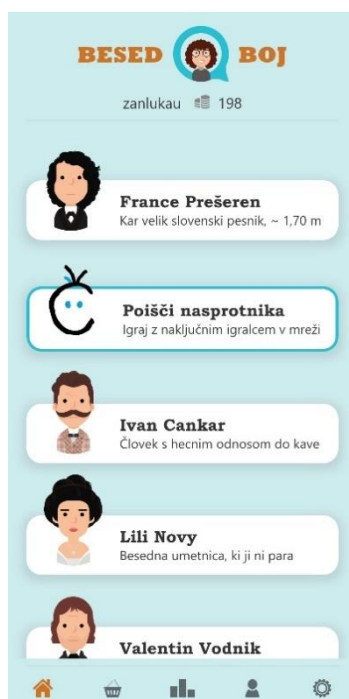 BESED BOJ
zanlukau 198
France Prešeren
Kar velik slovenski pesnik, ~ 1,70 m
Poišči nasprotnika
Igraj z naključnim igralcem v mreži
Ivan Cankar
Človek s hecnim odnosom do kave
Lili Novy
Besedna umetnica, ki ji ni para
Valentin Vodnik